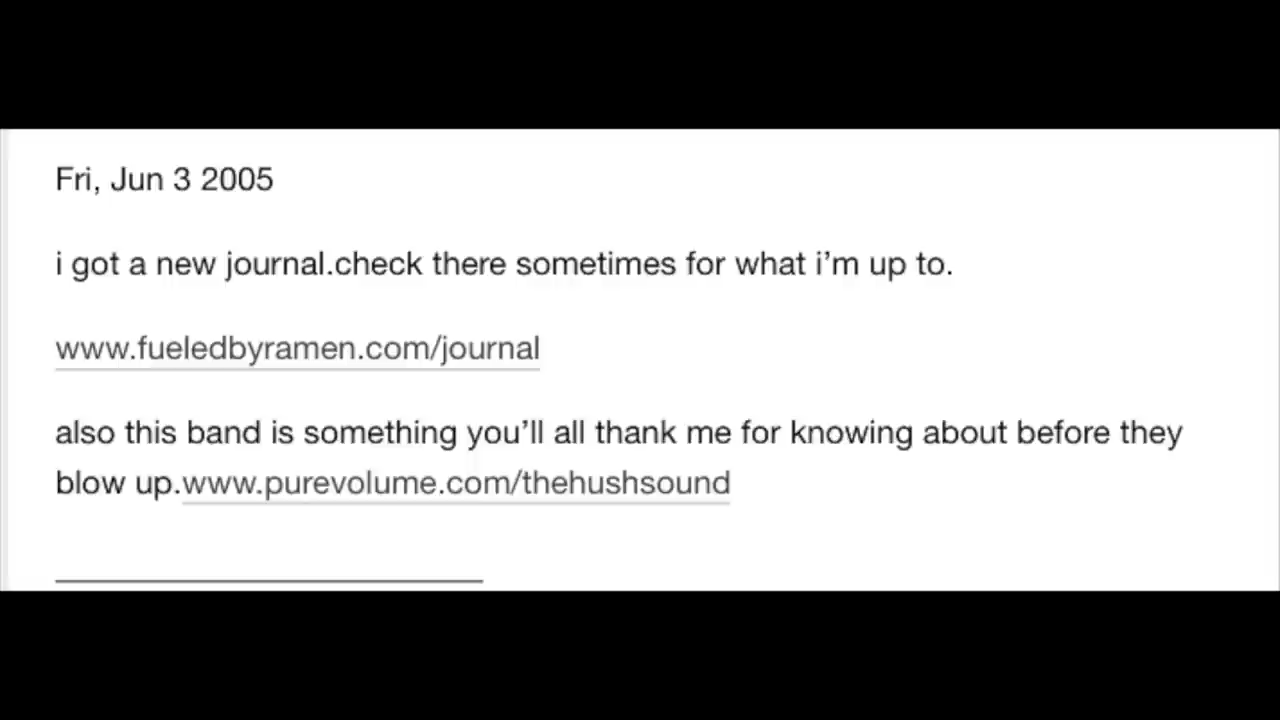 Fri, Jun 3 2005
i got a new journal.check there sometimes for what i’m up to.
www.fueledbyramen.com/journal
also this band is something you’ll all thank me for knowing about before they
blow up.www.purevolume.com/thehushsound